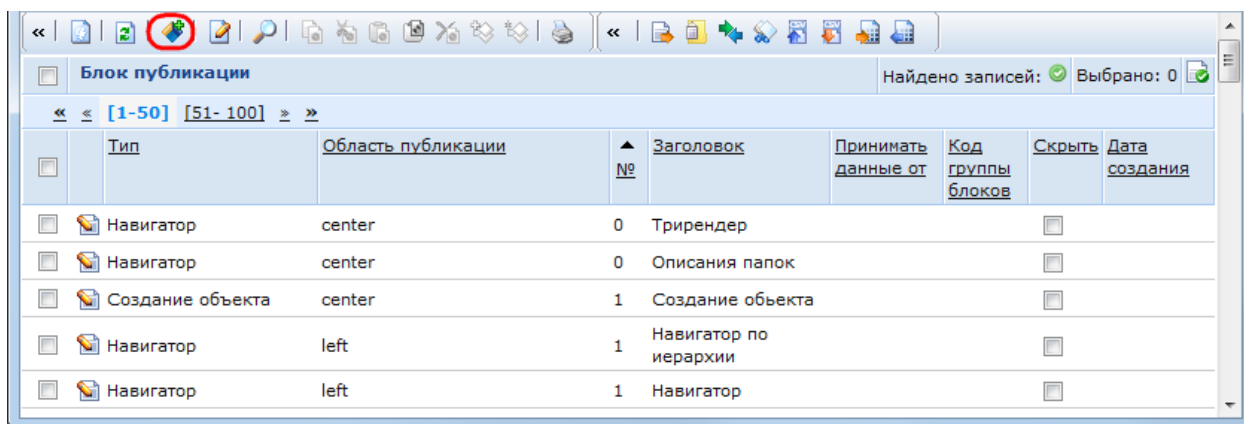 «
«
Блок публикации Найдено записей: Выбрано: 0
« « [1-50] [51- 100] » »
Тип Область публикации № Заголовок Принимать данные от Код группы блоков Скрыть Дата создания
Навигатор center 0 Трирендер
Навигатор center 0 Описания папок
Создание объекта center 1 Создание обьекта
Навигатор left 1 Навигатор по
иерархии
Навигатор left 1 Навигатор